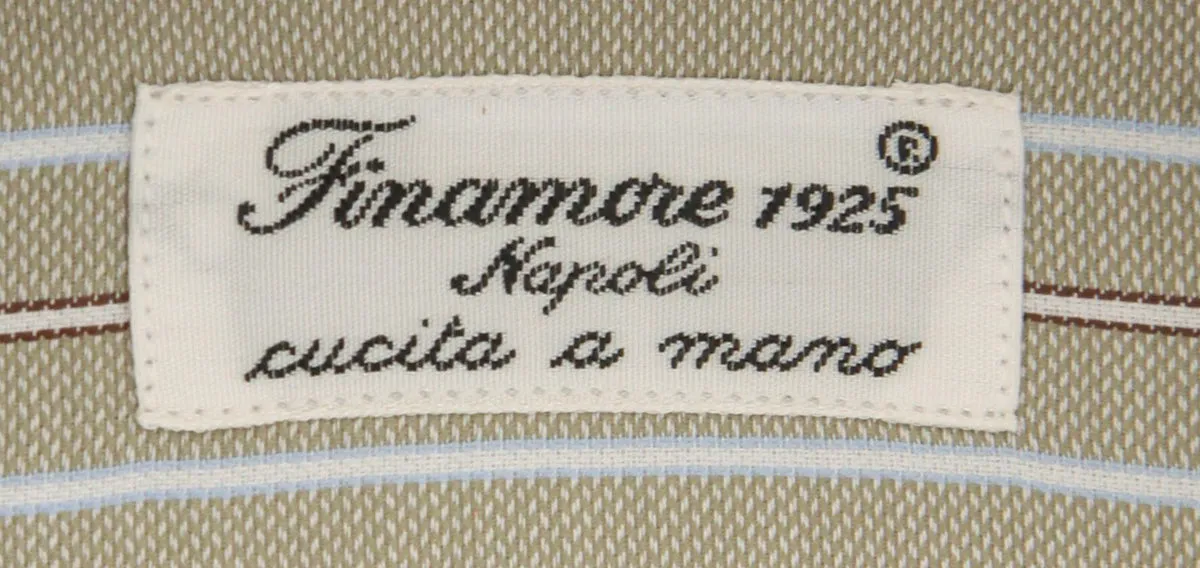 Finamore 1925®
Napoli
cucita a mano